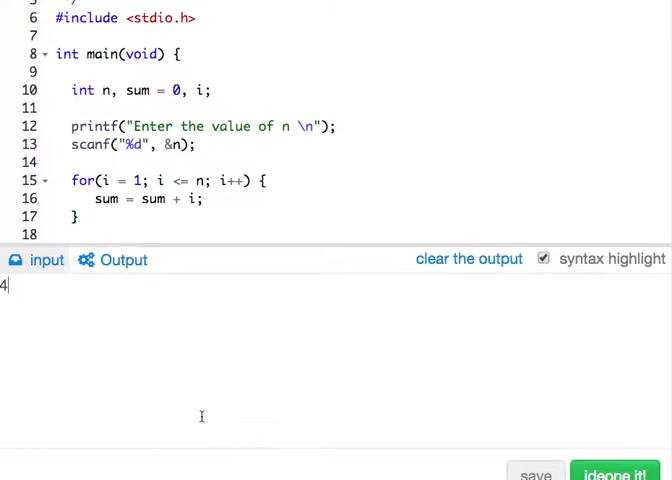 6 #include <stdio.h>
7
8 int main(void) {
9
10 int n, sum = 0, i;
11
12 printf("Enter the value of n \n");
13 scanf("%d", &n);
14
15 for(i = 1; i <= n; i++) {
16 sum = sum + i;
17 }
18
input Output clear the output syntax highlight
4
save ideone it!